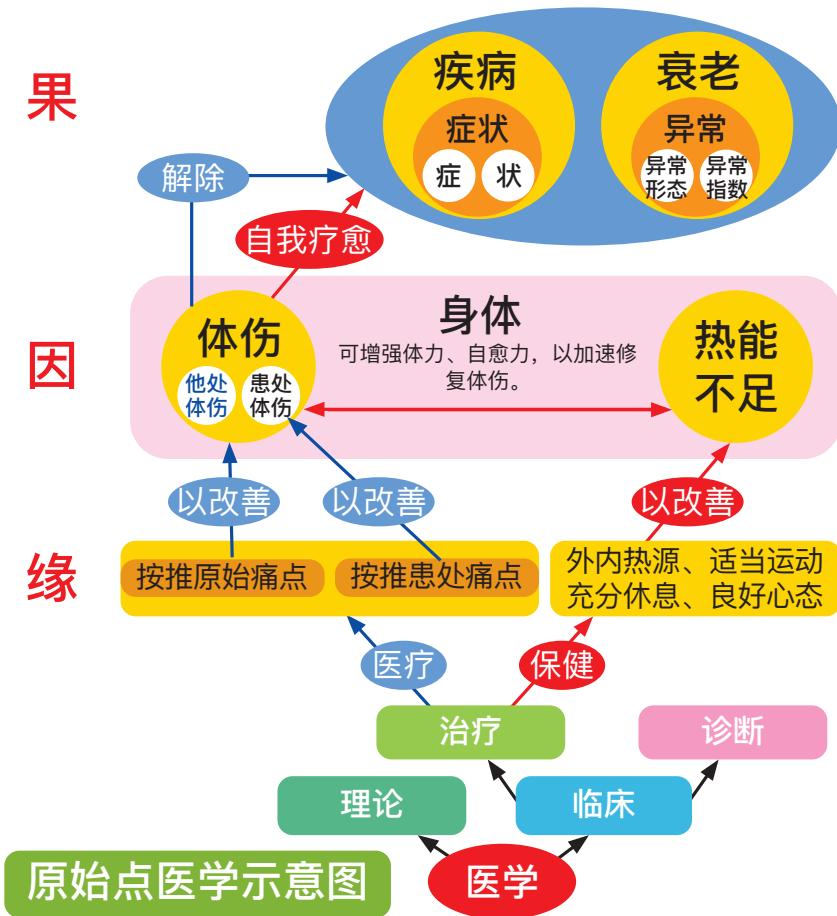 果
疾病
衰老
症状
异常
症
状
异常
形态
异常
指数
解除
自我疗愈
因
体伤
他处
体伤
患处
体伤
身体
可增强体力、自愈力，以加速修
复体伤。
热能
不足
以改善
以改善
以改善
缘
按推原始痛点
按推患处痛点
外内热源、适当运动
充分休息、良好心态
医疗
保健
治疗
诊断
理论
临床
原始点医学示意图
医学